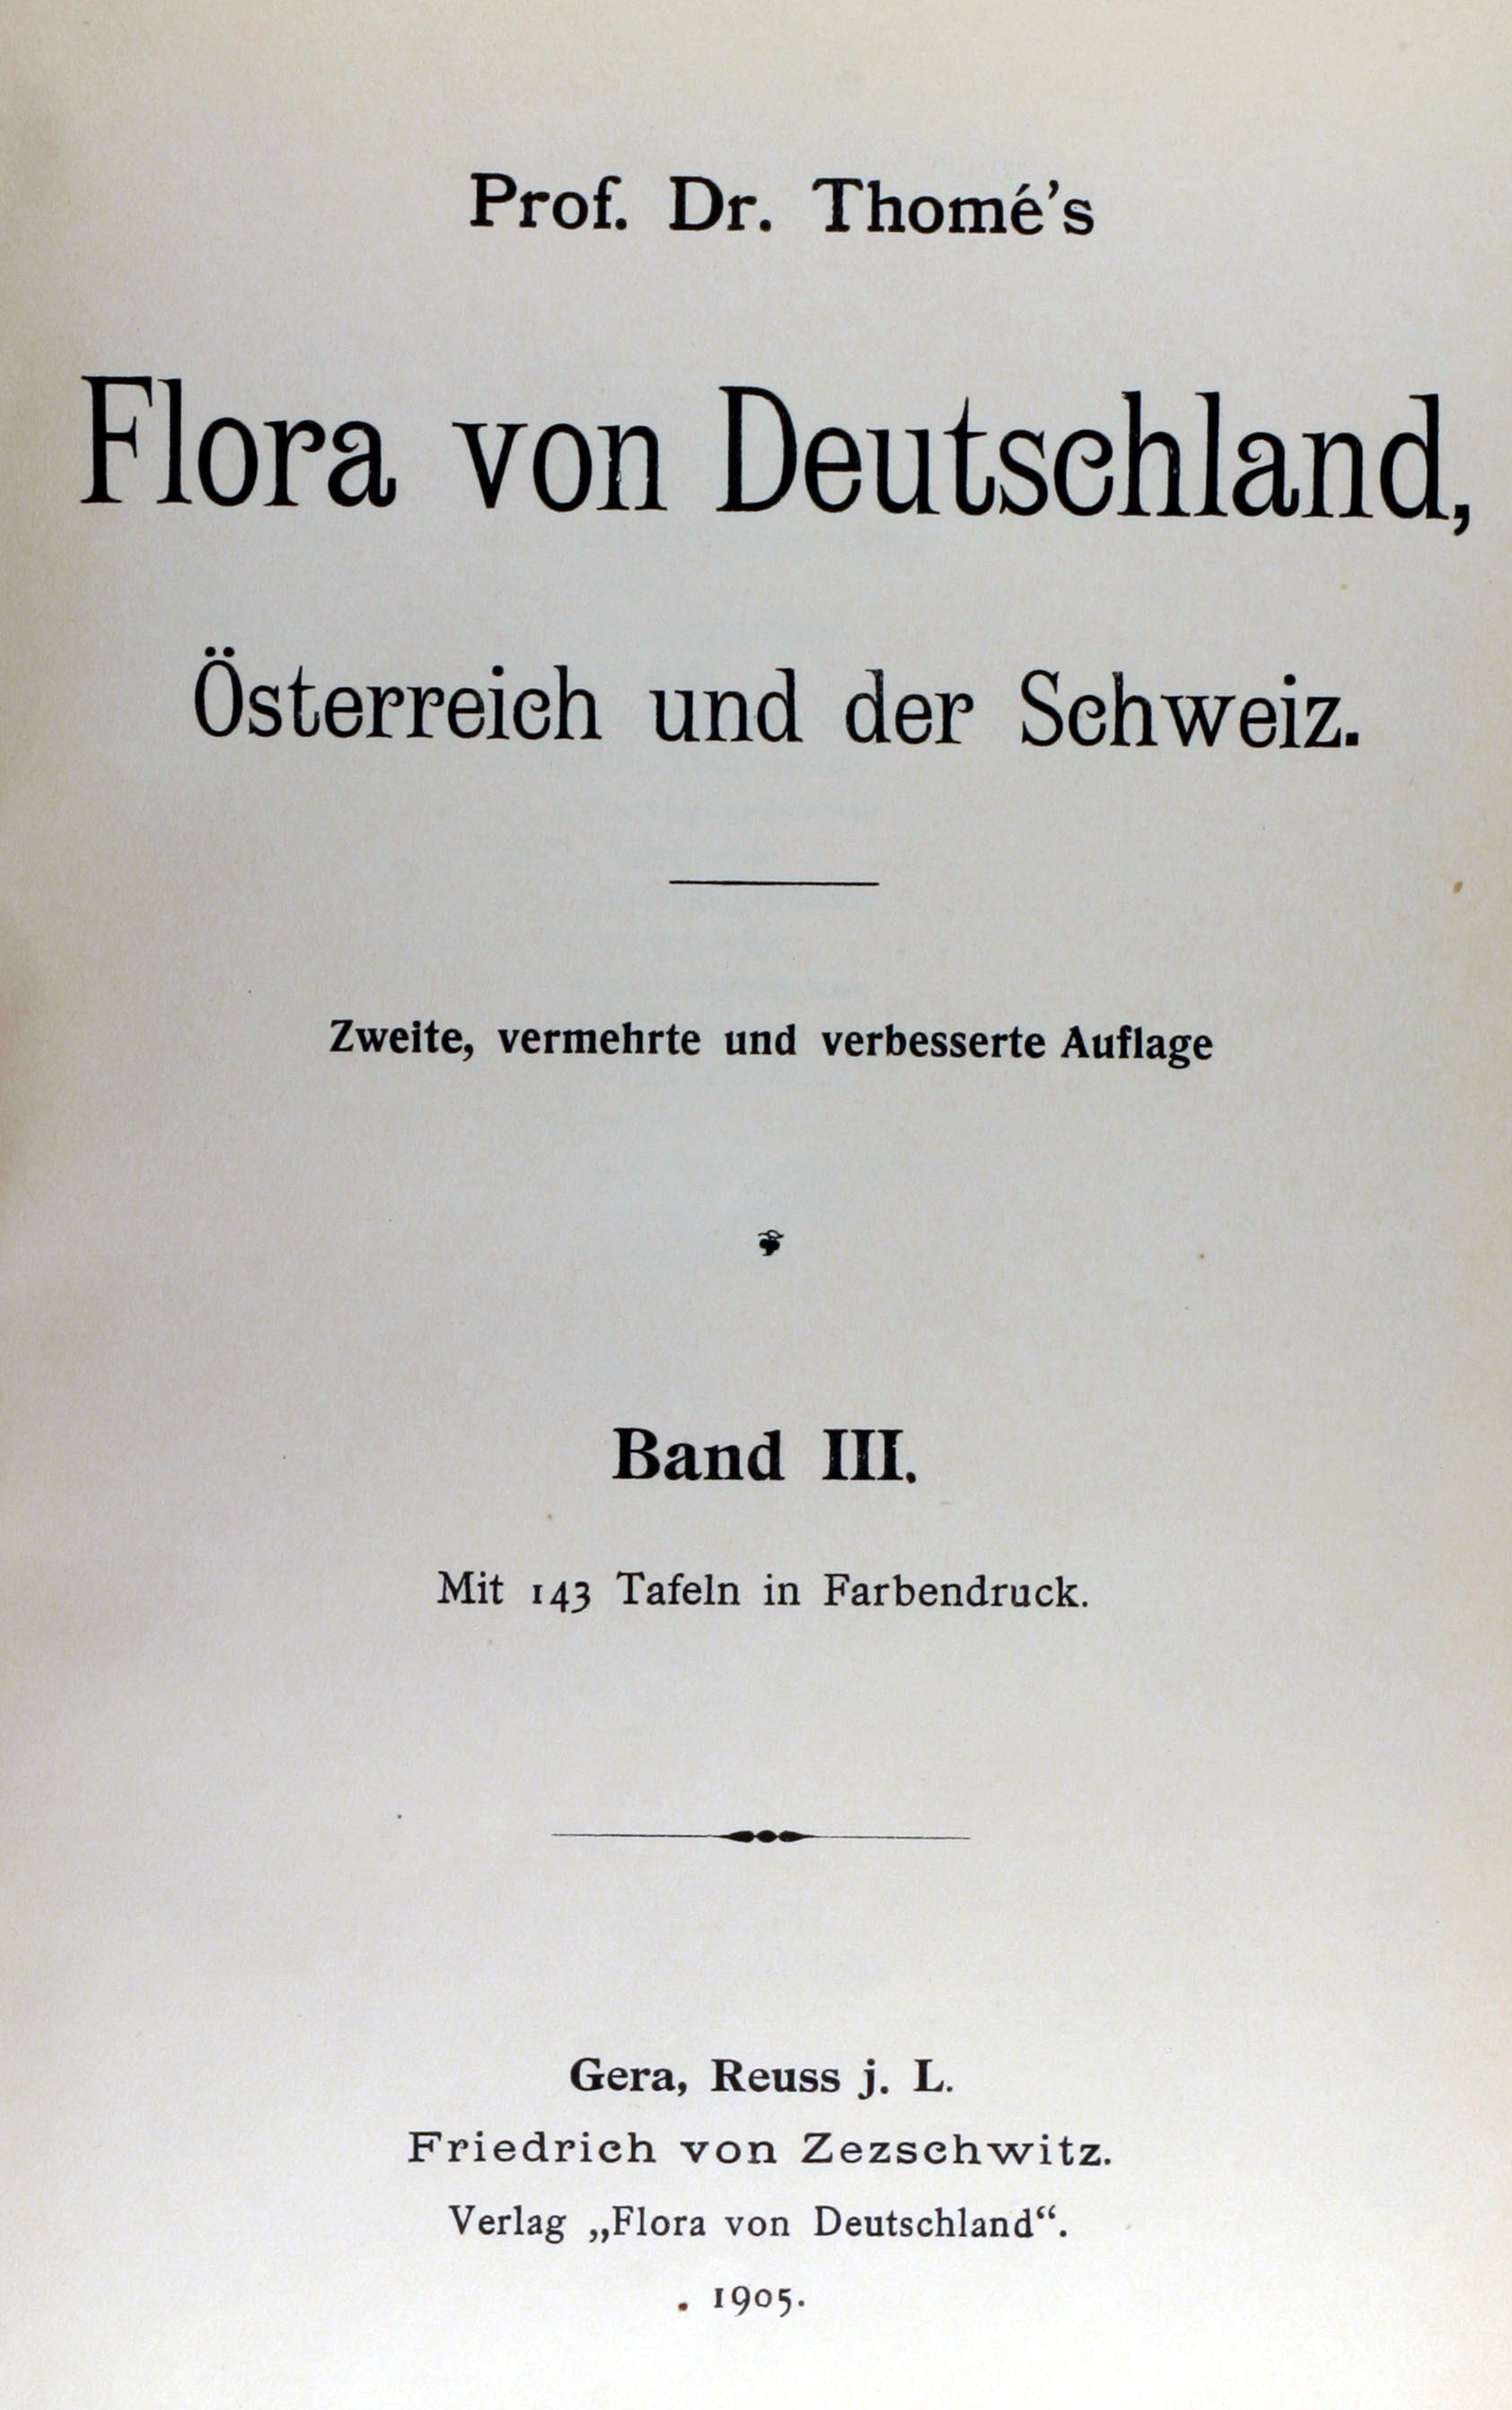 Prof. Dr. Thomé's
Flora von Deutschland,
Österreich und der Schweiz.
Zweite, vermehrte und verbesserte Auflage
Band III.
Mit 143 Tafeln in Farbendruck.
Gera, Reuss j. L.
Friedrich von Zezschwitz.
Verlag „Flora von Deutschland“.
1905.